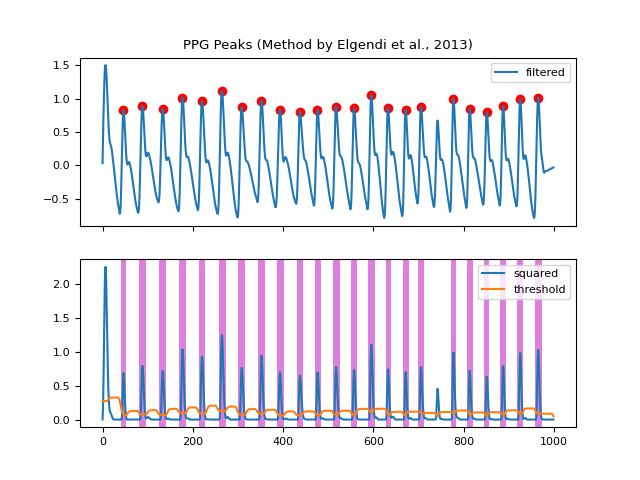 PPG Peaks (Method by Elgendi et al., 2013)
1.5
filtered
1.0
0.5
0.0
−0.5
squared
2.0
threshold
1.5
1.0
0.5
0.0
0 200 400 600 800 1000